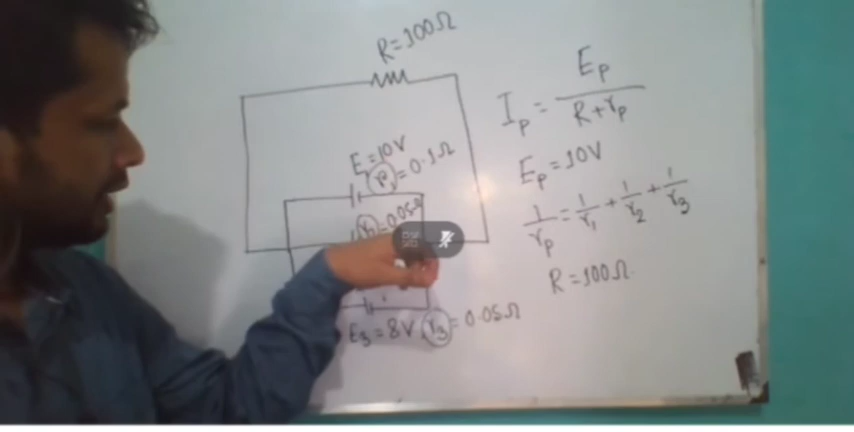 R=100Ω
E=10V
r₁=0.1Ω
r₂=0.05Ω
E₃=8V, r₃=0.05Ω
Iₚ=Eₚ/(R+rₚ)
Eₚ=10V
1/rₚ=1/r₁+1/r₂+1/r₃
R=100Ω